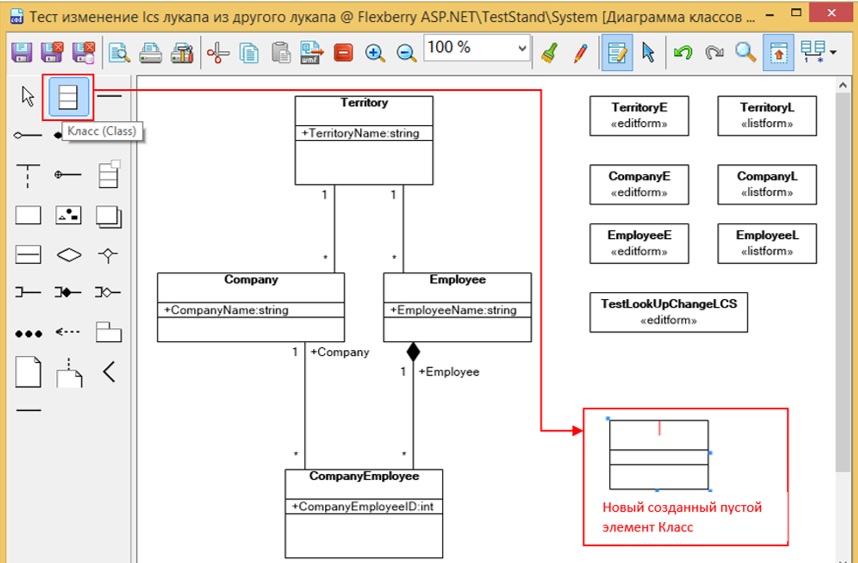 Тест изменение lcs лукапа из другого лукапа @ Flexberry ASP.NET\TestStand\System [Диаграмма классов ...
100 %
Класс (Class)
Territory
+TerritoryName:string
1
1
*
*
Company
+CompanyName:string
Employee
+EmployeeName:string
1
+Company
1
+Employee
*
*
CompanyEmployee
+CompanyEmployeeID:int
TerritoryE
«editform»
TerritoryL
«listform»
CompanyE
«editform»
CompanyL
«listform»
EmployeeE
«editform»
EmployeeL
«listform»
TestLookUpChangeLCS
«editform»
Новый созданный пустой
элемент Класс